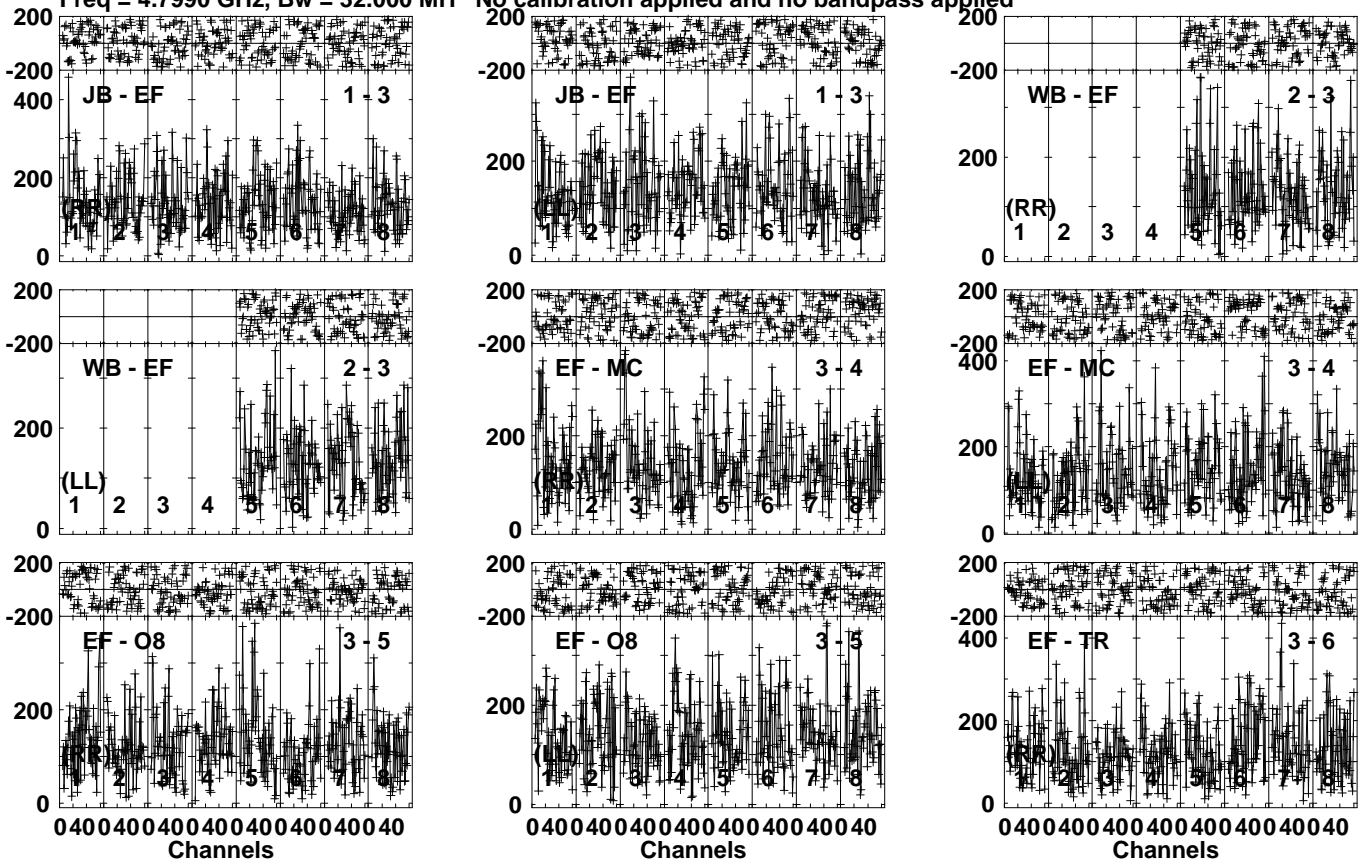 Freq = 4.7990 GHz, Bw = 32.000 MH No calibration applied and no bandpass applied
200
-200
JB - EF 1 - 3
400
200
(RR)
1 2 3 4 5 6 7 8
0
JB - EF 1 - 3
200
(LL)
1 2 3 4 5 6 7 8
0
200
-200
WB - EF 2 - 3
200
(RR)
1 2 3 4 5 6 7 8
0
200
-200
WB - EF 2 - 3
200
(LL)
1 2 3 4 5 6 7 8
0
EF - MC 3 - 4
200
(RR)
1 2 3 4 5 6 7 8
0
200
-200
EF - MC 3 - 4
400
200
(LL)
1 2 3 4 5 6 7 8
0
200
-200
EF - O8 3 - 5
200
(RR)
1 2 3 4 5 6 7 8
0
0 40 0 40 0 40 0 40 0 40 0 40 0 40 0 40
Channels
EF - O8 3 - 5
200
(LL)
1 2 3 4 5 6 7 8
0
0 40 0 40 0 40 0 40 0 40 0 40 0 40 0 40
Channels
200
-200
EF - TR 3 - 6
400
200
(RR)
1 2 3 4 5 6 7 8
0
0 40 0 40 0 40 0 40 0 40 0 40 0 40 0 40
Channels